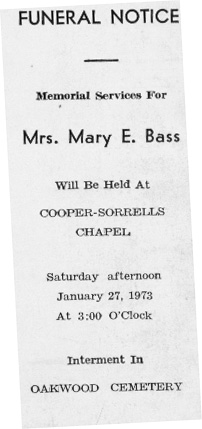 FUNERAL NOTICE
Memorial Services For
Mrs. Mary E. Bass
Will Be Held At
COOPER-SORRELLS
CHAPEL
Saturday afternoon
January 27, 1973
At 3:00 O'Clock
Interment In
OAKWOOD CEMETERY